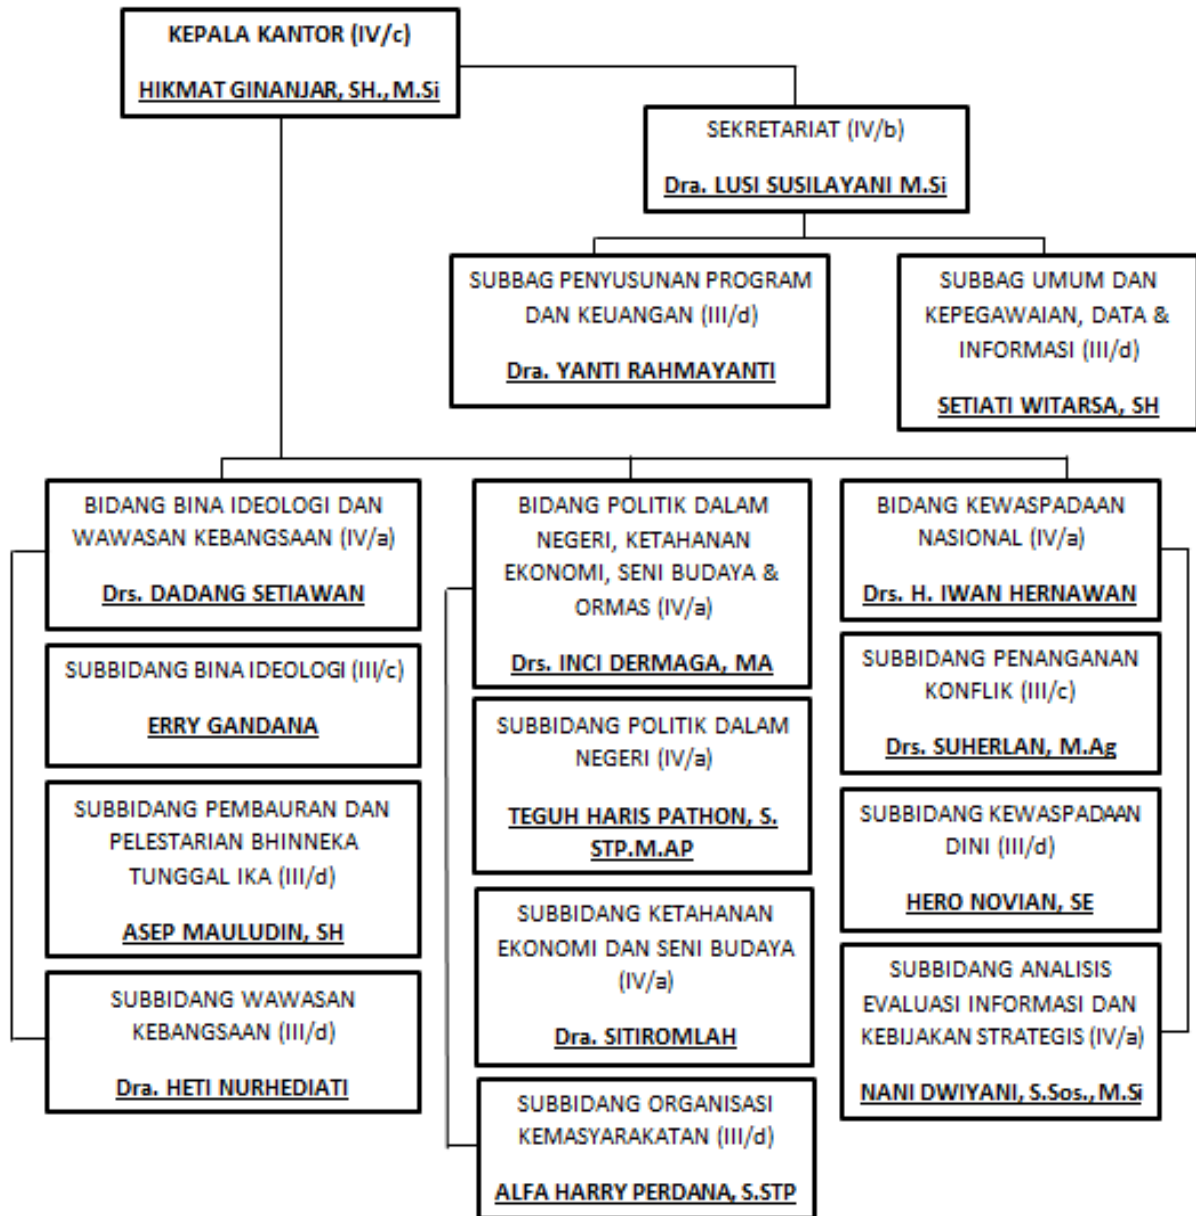 KEPALA KANTOR (IV/c)
HIKMAT GINANJAR, SH., M.Si
SEKRETARIAT (IV/b)
Dra. LUSI SUSILAYANI M.Si
SUBBAG PENYUSUNAN PROGRAM
DAN KEUANGAN (III/d)
Dra. YANTI RAHMAYANTI
SUBBAG UMUM DAN
KEPEGAWAIAN, DATA &
INFORMASI (III/d)
SETIATI WITARSA, SH
BIDANG BINA IDEOLOGI DAN
WAWASAN KEBANGSAAN (IV/a)
Drs. DADANG SETIAWAN
SUBBIDANG BINA IDEOLOGI (III/c)
ERRY GANDANA
SUBBIDANG PEMBAURAN DAN
PELESTARIAN BHINNEKA
TUNGGAL IKA (III/d)
ASEP MAULUDIN, SH
SUBBIDANG WAWASAN
KEBANGSAAN (III/d)
Dra. HETI NURHEDIATI
BIDANG POLITIK DALAM
NEGERI, KETAHANAN
EKONOMI, SENI BUDAYA &
ORMAS (IV/a)
Drs. INCI DERMAGA, MA
SUBBIDANG POLITIK DALAM
NEGERI (IV/a)
TEGUH HARIS PATHON, S.
STP.M.AP
SUBBIDANG KETAHANAN
EKONOMI DAN SENI BUDAYA
(IV/a)
Dra. SITIROMLAH
SUBBIDANG ORGANISASI
KEMASYARAKATAN (III/d)
ALFA HARRY PERDANA, S.STP
BIDANG KEWASPADAAN
NASIONAL (IV/a)
Drs. H. IWAN HERNAWAN
SUBBIDANG PENANGANAN
KONFLIK (III/c)
Drs. SUHERLAN, M.Ag
SUBBIDANG KEWASPADAAN
DINI (III/d)
HERO NOVIAN, SE
SUBBIDANG ANALISIS
EVALUASI INFORMASI DAN
KEBIJAKAN STRATEGIS (IV/a)
NANI DWIYANI, S.Sos., M.Si